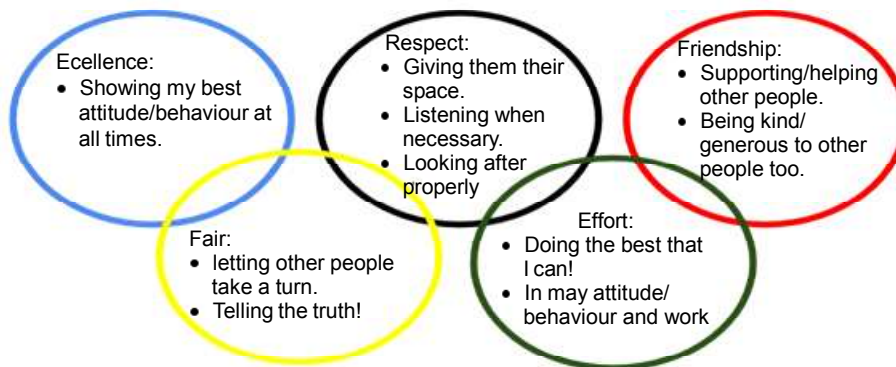 Ecellence:
• Showing my best
attitude/behaviour at
all times.
Respect:
• Giving them their
space.
• Listening when
necessary.
• Looking after
properly
Friendship:
• Supporting/helping
other people.
• Being kind/
generous to other
people too.
Fair:
• letting other people
take a turn.
• Telling the truth!
Effort:
• Doing the best that
I can!
• In may attitude/
behaviour and work